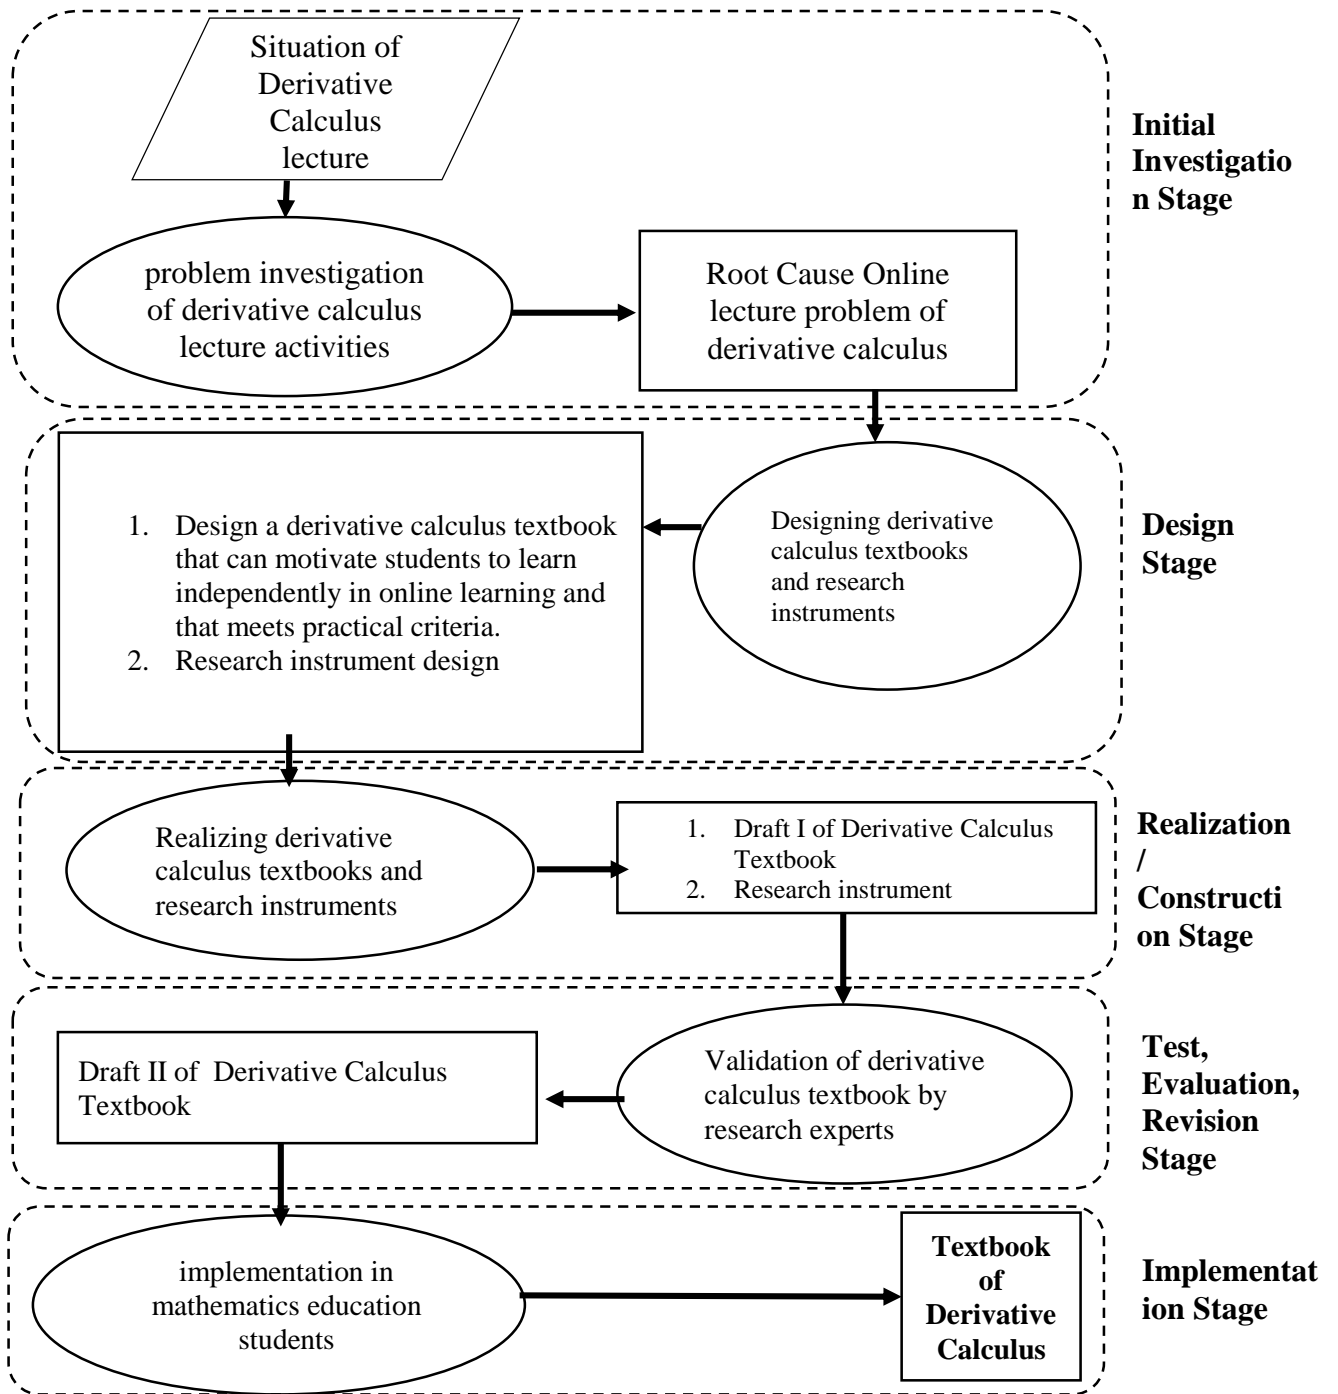 Situation of
Derivative
Calculus
lecture
Initial
Investigatio
n Stage
problem investigation
of derivative calculus
lecture activities
Root Cause Online
lecture problem of
derivative calculus
1. Design a derivative calculus textbook
that can motivate students to learn
independently in online learning and
that meets practical criteria.
2. Research instrument design
Designing derivative
calculus textbooks
and research
instruments
Design
Stage
Realizing derivative
calculus textbooks and
research instruments
1. Draft I of Derivative Calculus
Textbook
2. Research instrument
Realization
/
Constructi
on Stage
Draft II of Derivative Calculus
Textbook
Validation of derivative
calculus textbook by
research experts
Test,
Evaluation,
Revision
Stage
implementation in
mathematics education
students
Textbook
of
Derivative
Calculus
Implementat
ion Stage